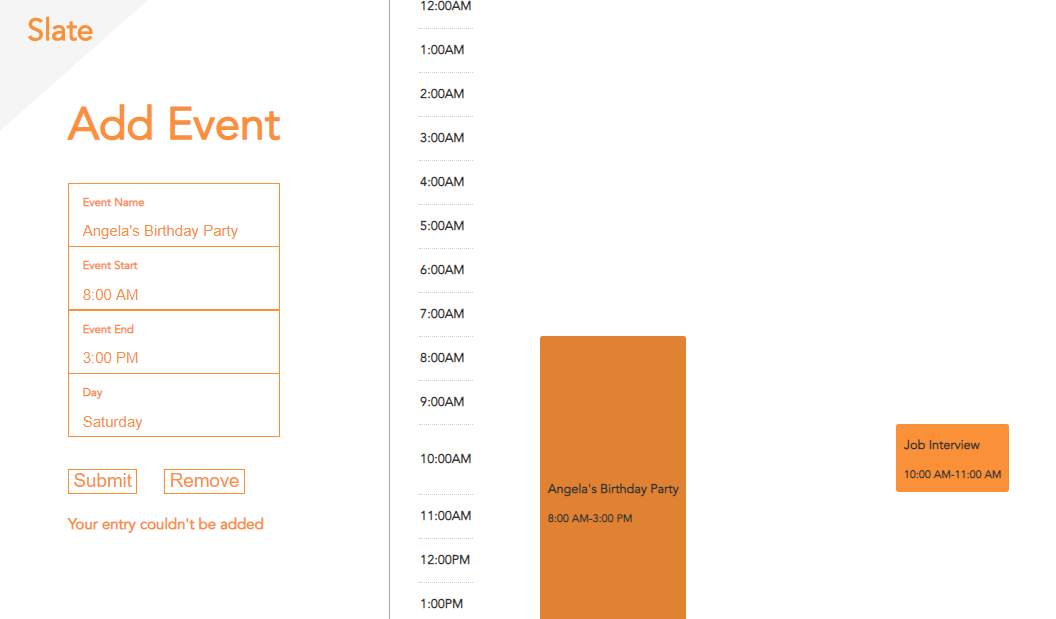 Slate
Add Event
Event Name
Angela's Birthday Party
Event Start
8:00 AM
Event End
3:00 PM
Day
Saturday
Submit
Remove
Your entry couldn't be added
12:00AM
1:00AM
2:00AM
3:00AM
4:00AM
5:00AM
6:00AM
7:00AM
8:00AM
9:00AM
10:00AM
11:00AM
12:00PM
1:00PM
Angela's Birthday Party
8:00 AM-3:00 PM
Job Interview
10:00 AM-11:00 AM